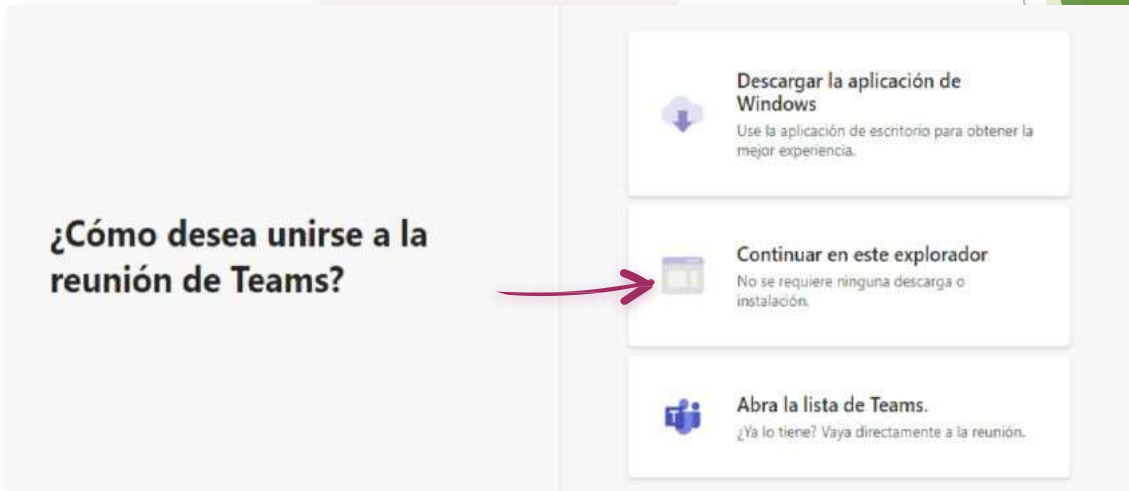 ¿Cómo desea unirse a la
reunión de Teams?
Descargar la aplicación de
Windows
Use la aplicación de escritorio para obtener la
mejor experiencia.
Continuar en este explorador
No se requiere ninguna descarga o
instalación.
Abra la lista de Teams.
¿Ya lo tiene? Vaya directamente a la reunión.